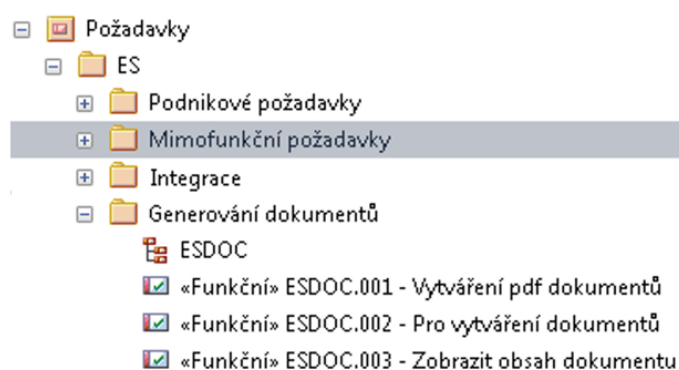 Požadavky
ES
Podnikové požadavky
Mimofunkční požadavky
Integrace
Generování dokumentů
ESDOC
«Funkční» ESDOC.001 - Vytváření pdf dokumentů
«Funkční» ESDOC.002 - Pro vytváření dokumentů
«Funkční» ESDOC.003 - Zobrazit obsah dokumentu